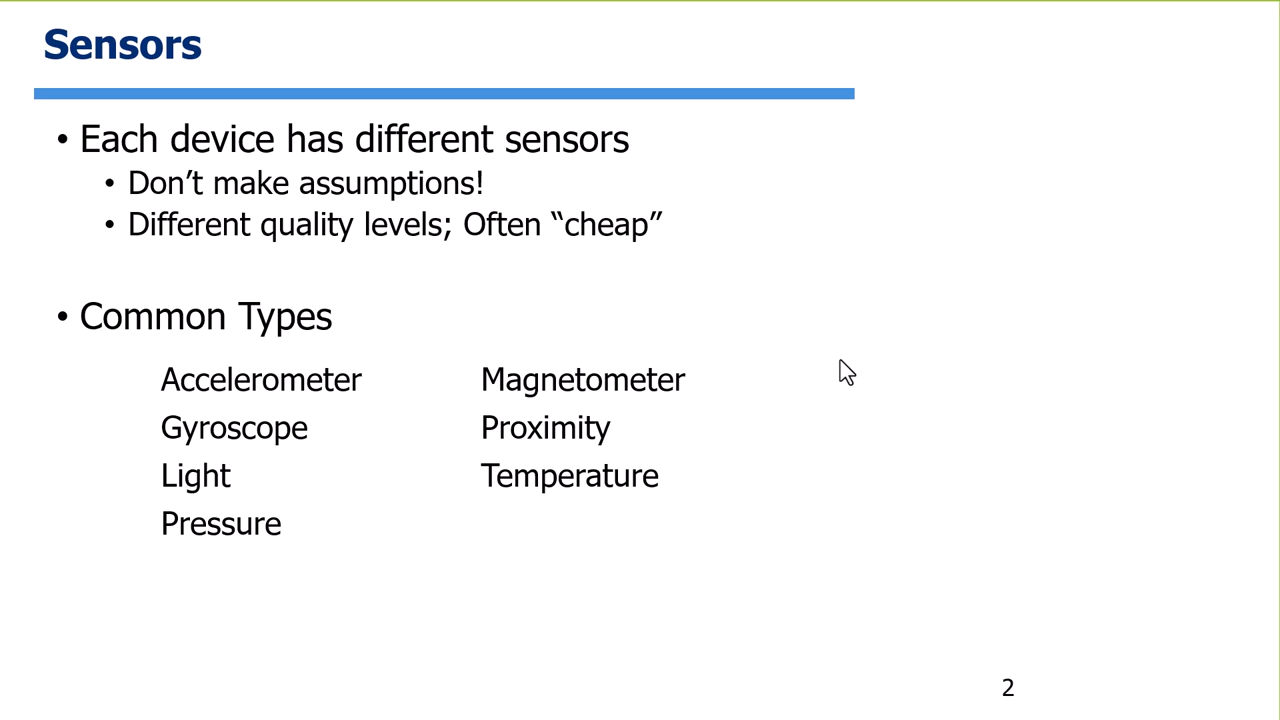 Sensors
• Each device has different sensors
• Don’t make assumptions!
• Different quality levels; Often “cheap”
• Common Types
Accelerometer Magnetometer
Gyroscope Proximity
Light Temperature
Pressure
2